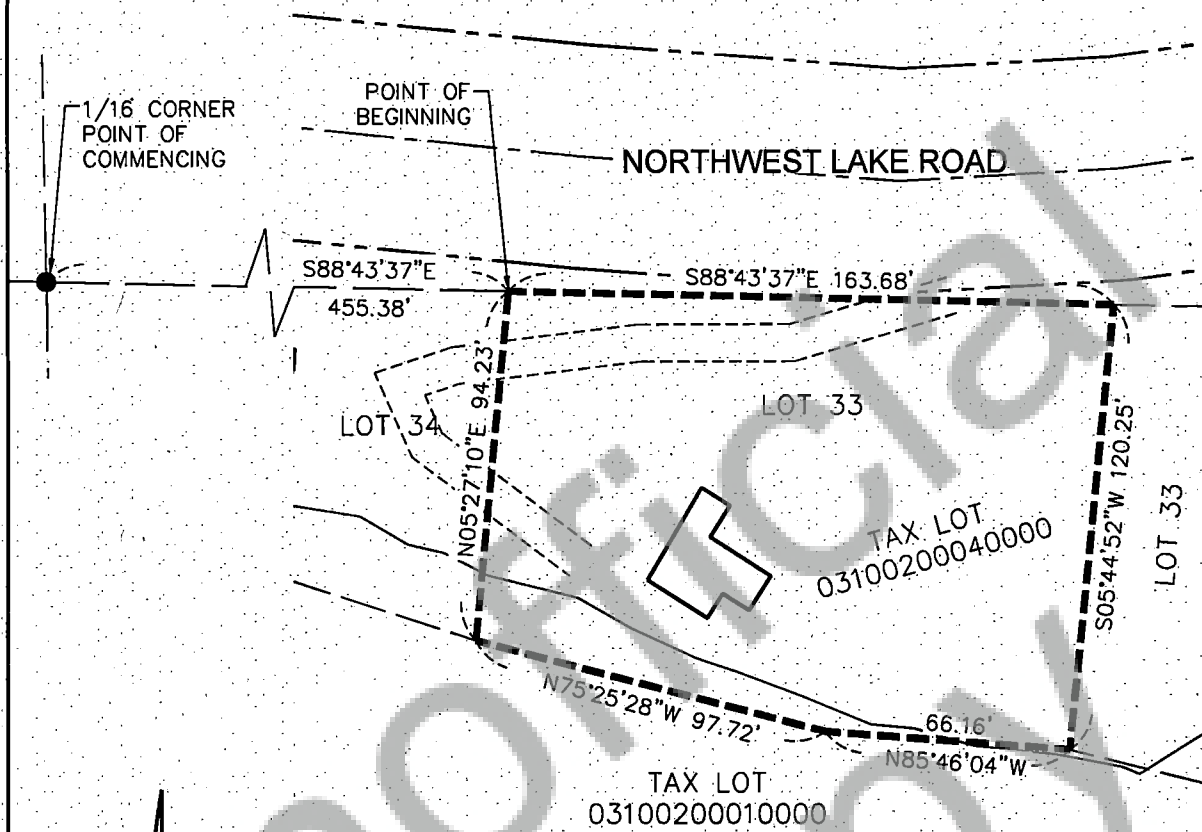 1/16 CORNER
POINT OF
COMMENCING
POINT OF
BEGINNING
NORTHWEST LAKE ROAD
S88°43'37"E
455.38'
S88°43'37"E 163.68'
N05°27'10"E 94.23'
LOT 34
LOT 33
TAX LOT
03100200040000
S05°44'52"W 120.25'
LOT 33
N75°25'28"W 97.72'
66.16'
N85°46'04"W
TAX LOT
03100200010000
unofficial
copy